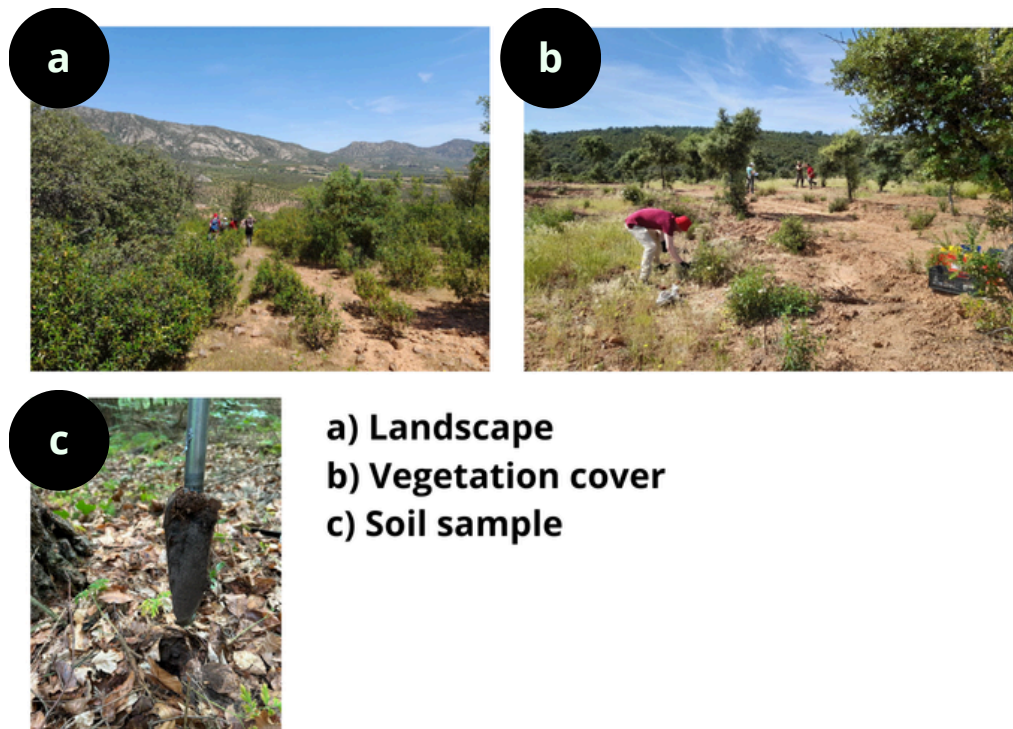 a
b
c
a) Landscape
b) Vegetation cover
c) Soil sample